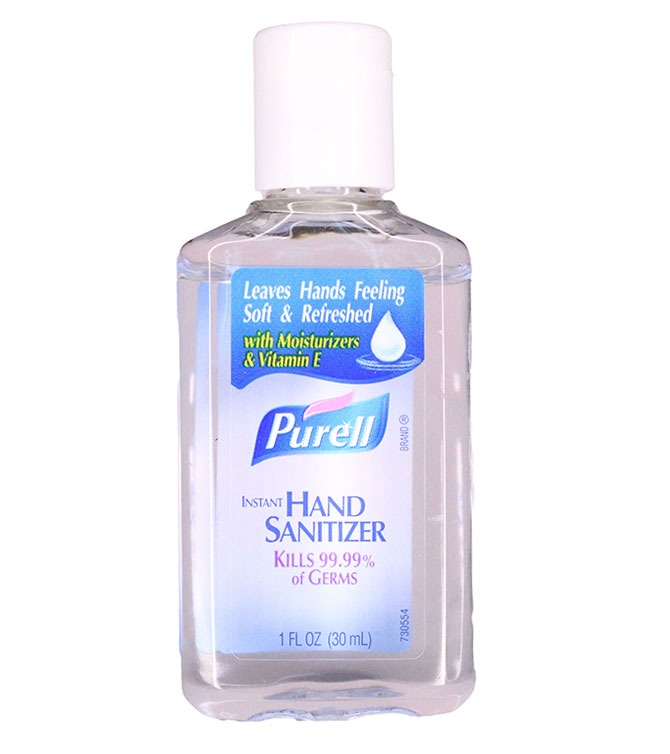 Leaves Hands Feeling
Soft & Refreshed
with Moisturizers
& Vitamin E
Purell
BRAND ®
INSTANT HAND
SANITIZER
KILLS 99.99%
of GERMS
1 FL OZ (30 mL)
730554